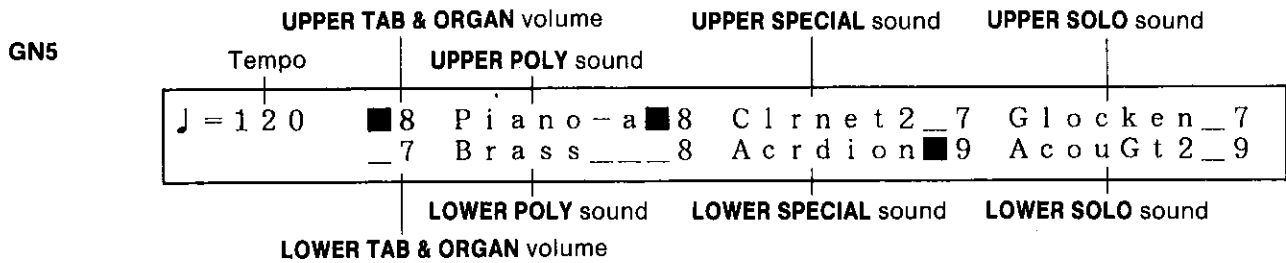 UPPER TAB & ORGAN volume UPPER SPECIAL sound UPPER SOLO sound
GN5
Tempo UPPER POLY sound
♩=120 ■8 Piano-a■8 Clrnet2_7 Glocken_7
_7 Brass___8 Acrdion■9 AcouGt2_9
LOWER POLY sound LOWER SPECIAL sound LOWER SOLO sound
LOWER TAB & ORGAN volume